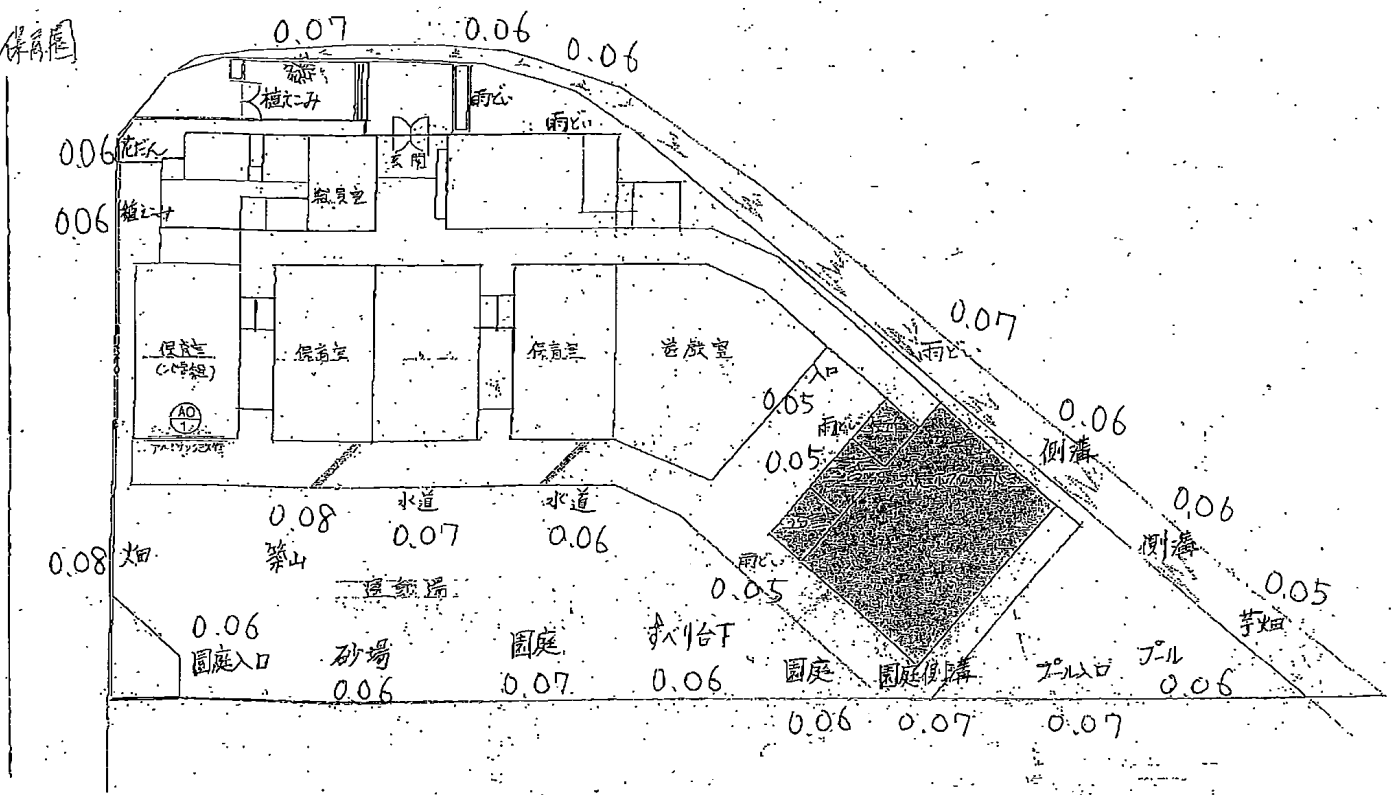 保育園
0.07
0.06
0.06
植えこみ
雨どい
雨どい
0.06
花だん
玄関
職員室
0.06
植えこみ
0.07
雨どい
保育室
保育室
保育室
遊戯室
入口
0.05
雨どい
0.06
側溝
AO
1
0.05
0.06
側溝
水道
水道
0.08
築山
0.07
0.06
0.08
畑
雨どい
0.05
0.05
芋畑
運動場
0.06
園庭入口
砂場
0.06
園庭
0.07
すべり台下
0.06
園庭
0.06
園庭側溝
0.07
プール入口
0.07
プール
0.06